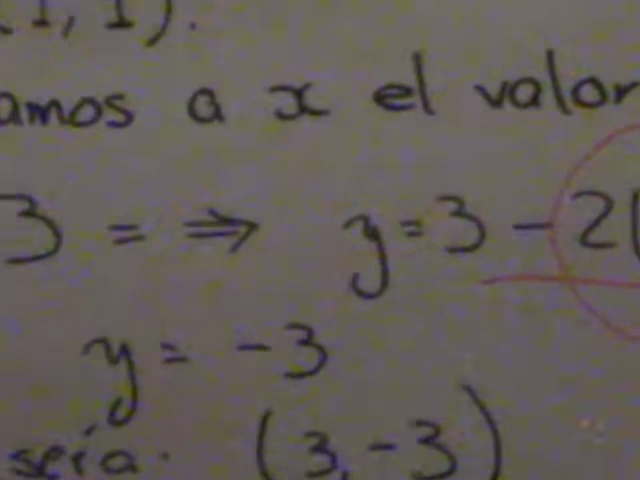 1, 1).
amos a x el valor
3 = ⇒ y = 3 - 2(
y = -3
sería. (3, -3)